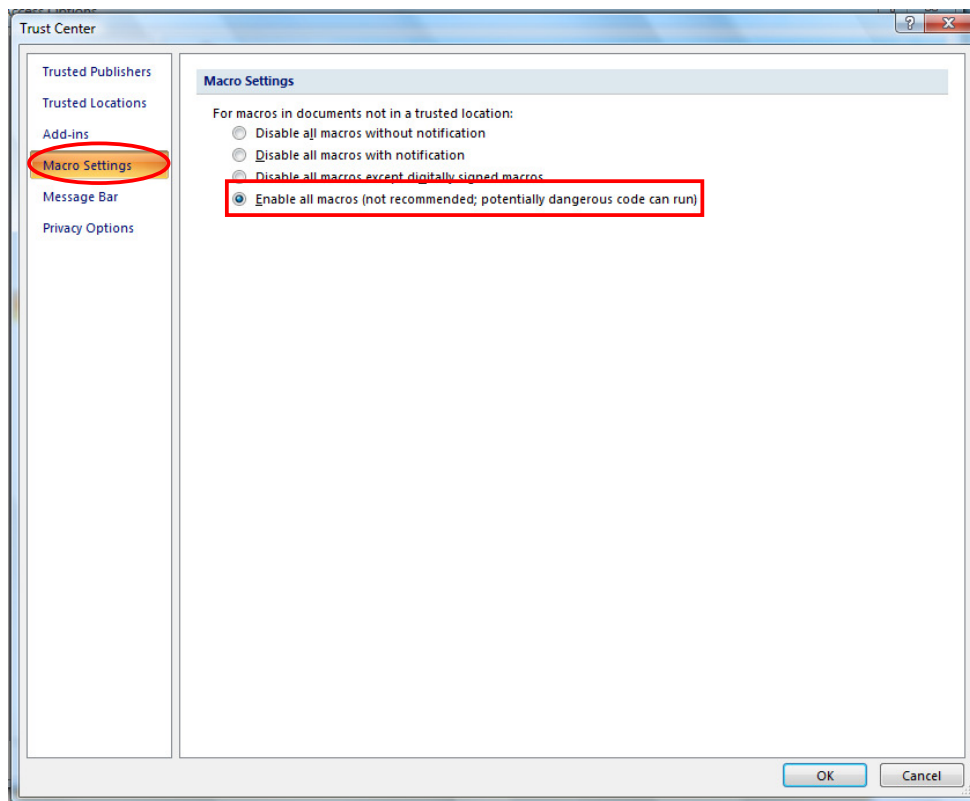 Access Options
Trust Center
Trusted Publishers
Trusted Locations
Add-ins
Macro Settings
Message Bar
Privacy Options
Macro Settings
For macros in documents not in a trusted location:
Disable all macros without notification
Disable all macros with notification
Disable all macros except digitally signed macros
Enable all macros (not recommended; potentially dangerous code can run)
OK
Cancel